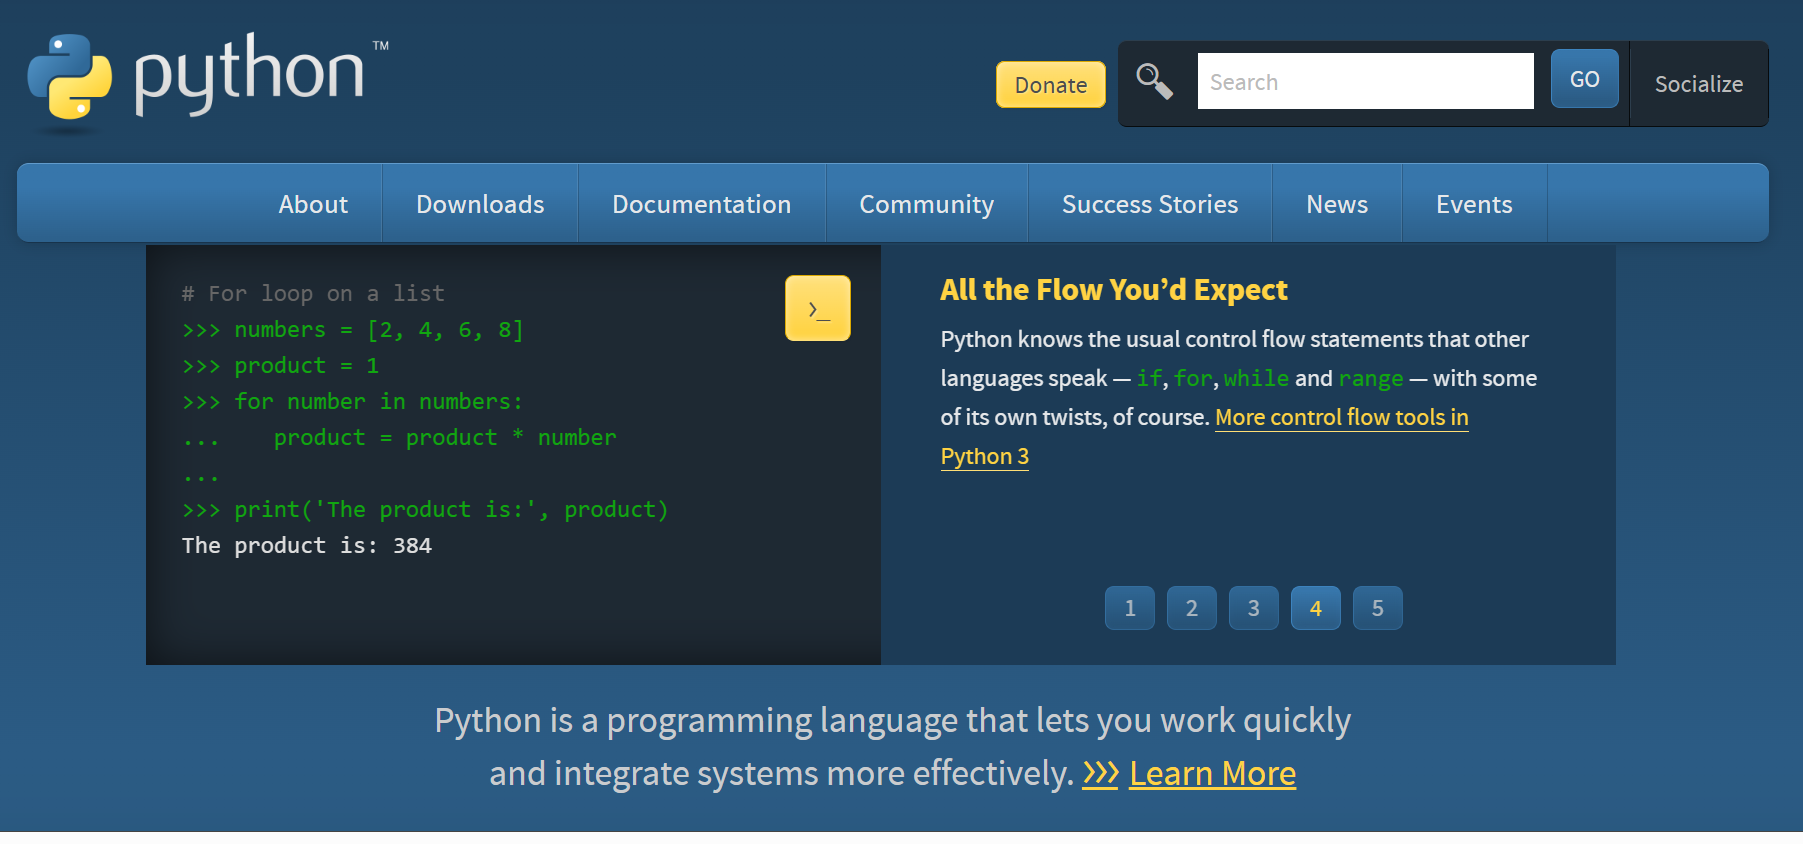 python™
Donate
Search
GO
Socialize
About
Downloads
Documentation
Community
Success Stories
News
Events
# For loop on a list
>>> numbers = [2, 4, 6, 8]
>>> product = 1
>>> for number in numbers:
...    product = product * number
...
>>> print('The product is:', product)
The product is: 384
>_
All the Flow You’d Expect
Python knows the usual control flow statements that other
languages speak — if, for, while and range — with some
of its own twists, of course. More control flow tools in
Python 3
1
2
3
4
5
Python is a programming language that lets you work quickly
and integrate systems more effectively. >>> Learn More